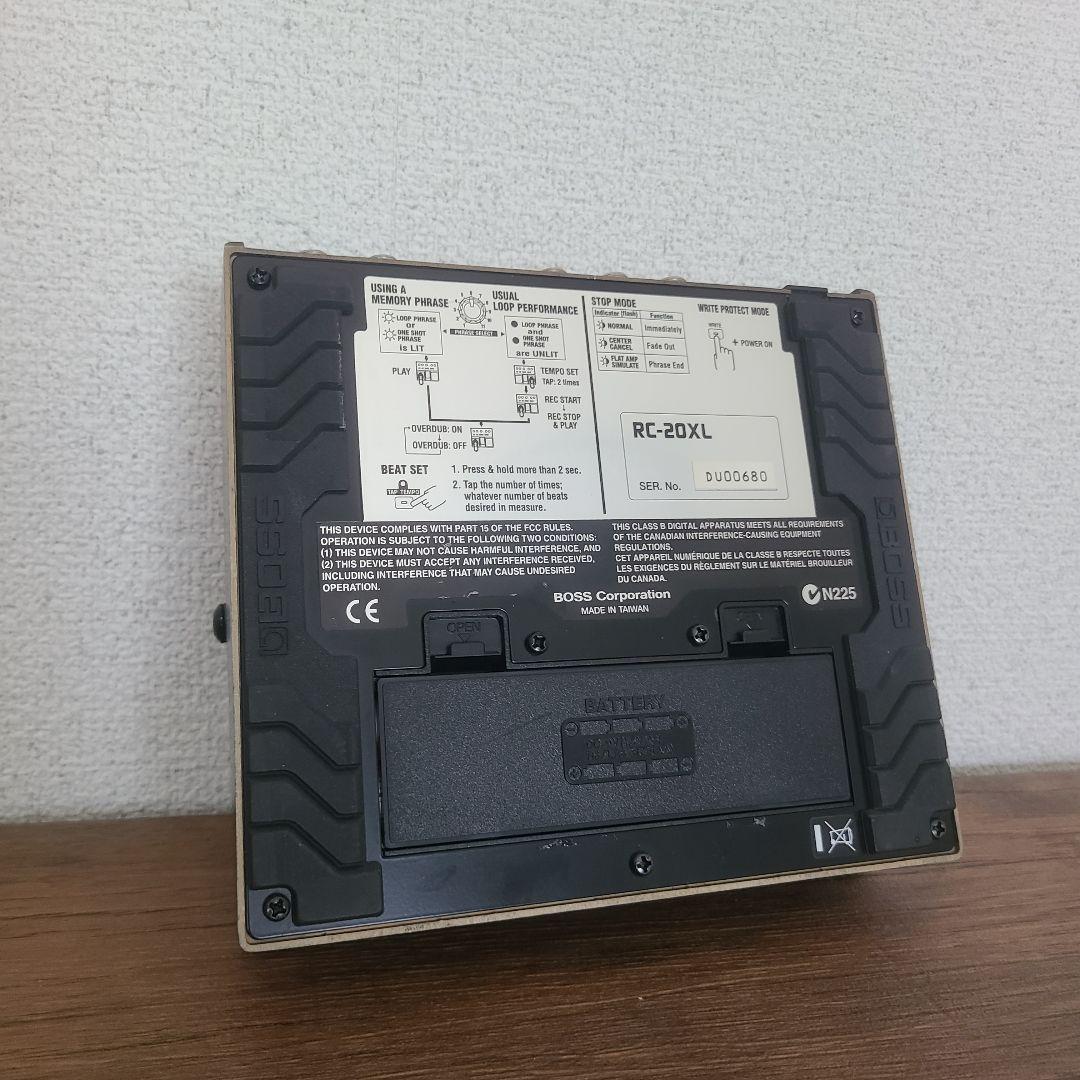 USING A
MEMORY PHRASE
USUAL
LOOP PERFORMANCE
LOOP PHRASE
or
ONE SHOT
PHRASE
is LIT
PHRASE SELECT
LOOP PHRASE
and
ONE SHOT
PHRASE
are UNLIT
PLAY
TEMPO SET
TAP: 2 times
REC START
REC STOP
& PLAY
OVERDUB: ON
OVERDUB: OFF
BEAT SET
TAP TEMPO
1. Press & hold more than 2 sec.
2. Tap the number of times;
whatever number of beats
desired in measure.
STOP MODE
Indicator (flash) Function
NORMAL Immediately
CENTER
CANCEL Fade Out
FLAT AMP
SIMULATE Phrase End
WRITE PROTECT MODE
WRITE
+ POWER ON
RC-20XL
SER. No. DU00680
THIS DEVICE COMPLIES WITH PART 15 OF THE FCC RULES.
OPERATION IS SUBJECT TO THE FOLLOWING TWO CONDITIONS:
(1) THIS DEVICE MAY NOT CAUSE HARMFUL INTERFERENCE, AND
(2) THIS DEVICE MUST ACCEPT ANY INTERFERENCE RECEIVED,
INCLUDING INTERFERENCE THAT MAY CAUSE UNDESIRED
OPERATION.
THIS CLASS B DIGITAL APPARATUS MEETS ALL REQUIREMENTS
OF THE CANADIAN INTERFERENCE-CAUSING EQUIPMENT
REGULATIONS.
CET APPAREIL NUMÉRIQUE DE LA CLASSE B RESPECTE TOUTES
LES EXIGENCES DU RÈGLEMENT SUR LE MATÉRIEL BROUILLEUR
DU CANADA.
CE
BOSS Corporation
MADE IN TAIWAN
N225
BOSS
BOSS
OPEN
BATTERY